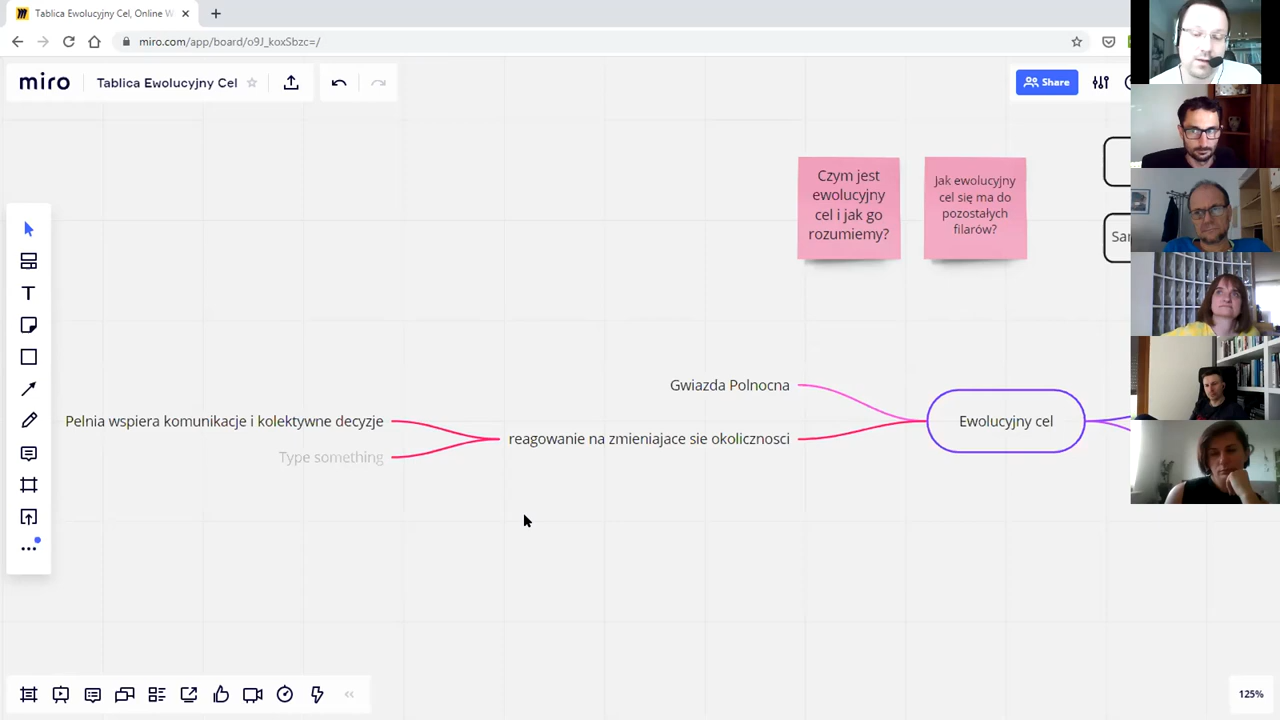 Tablica Ewolucyjny Cel, Online W
miro.com/app/board/o9J_koxSbzc=/
miro
Tablica Ewolucyjny Cel
Share
Czym jest
ewolucyjny
cel i jak go
rozumiemy?
Jak ewolucyjny
cel się ma do
pozostałych
filarów?
Gwiazda Polnocna
Pelnia wspiera komunikacje i kolektywne decyzje
reagowanie na zmieniajace sie okolicznosci
Ewolucyjny cel
Type something
125%